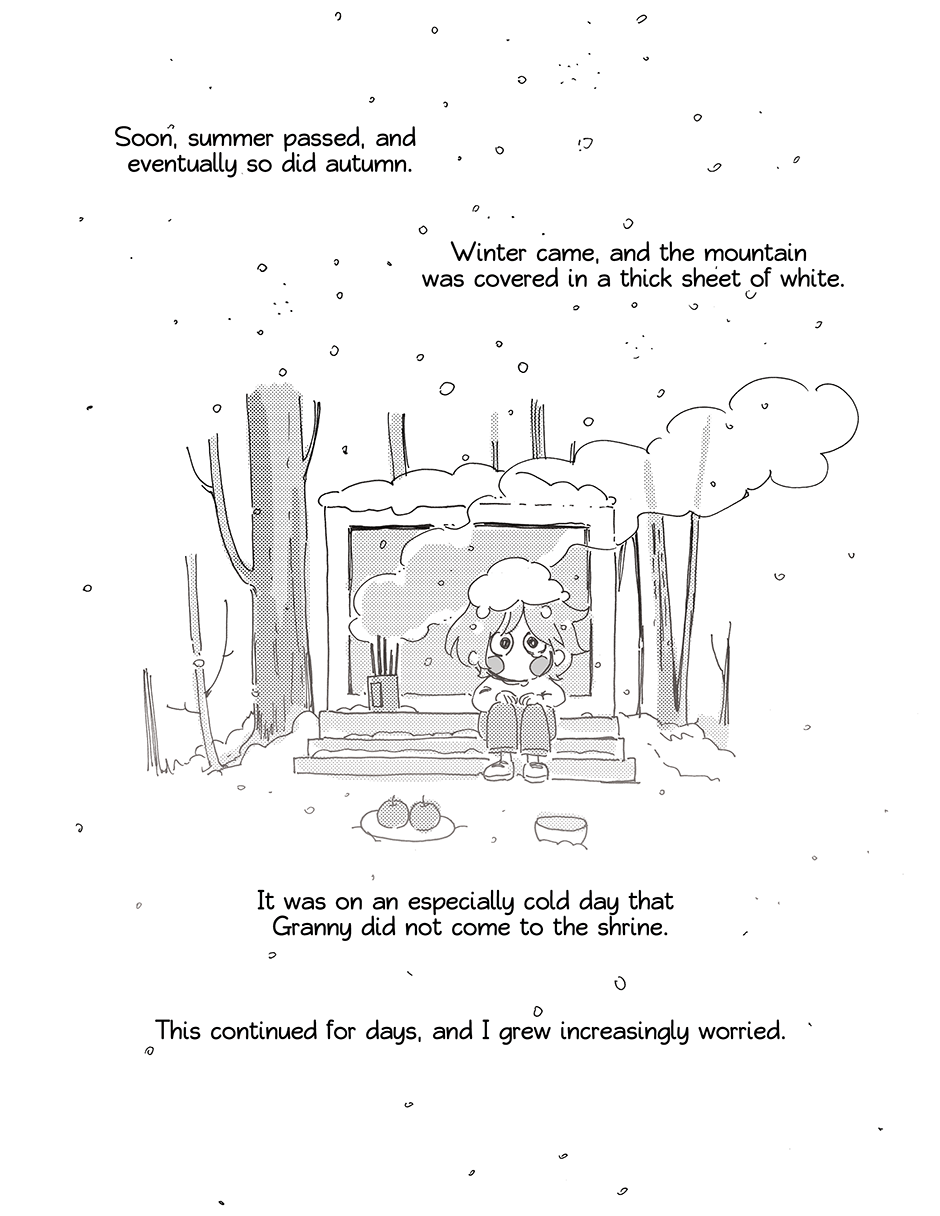 Soon, summer passed, and
eventually so did autumn.
Winter came, and the mountain
was covered in a thick sheet of white.
It was on an especially cold day that
Granny did not come to the shrine.
This continued for days, and I grew increasingly worried.